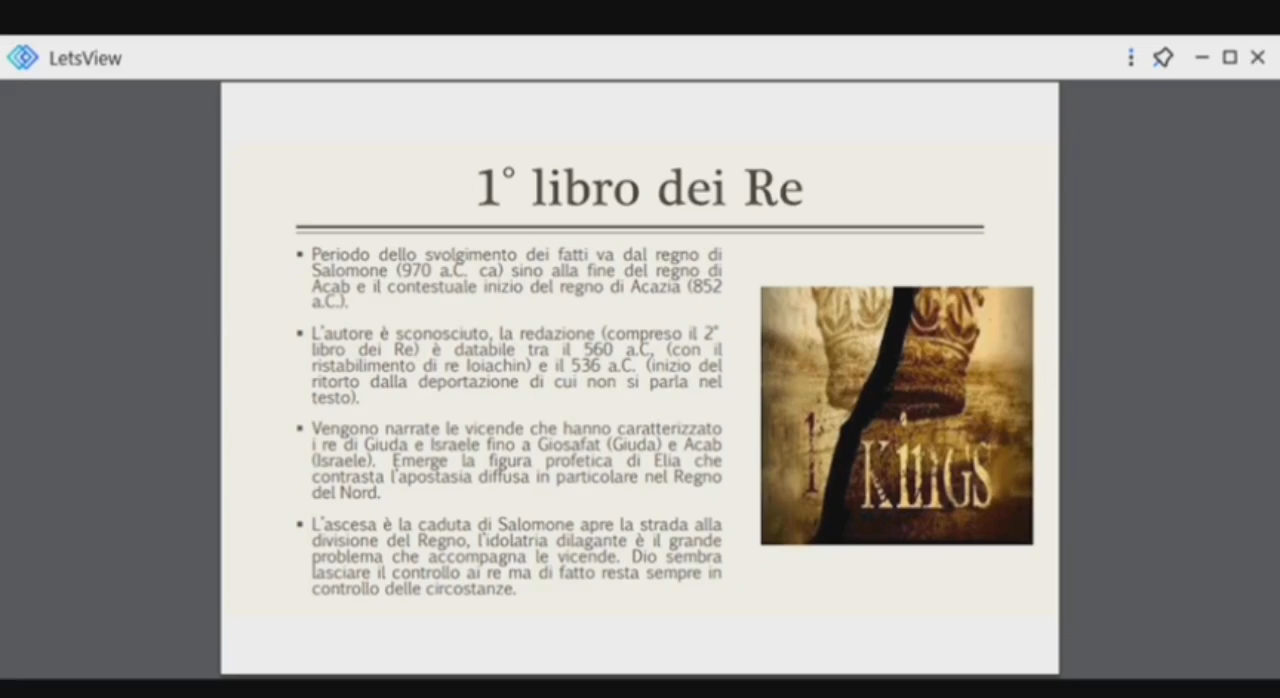 LetsView
1° libro dei Re
▪ Periodo dello svolgimento dei fatti va dal regno di
Salomone (970 a.C. ca) sino alla fine del regno di
Acab e il contestuale inizio del regno di Acazia (852
a.C.).
▪ L'autore è sconosciuto, la redazione (compreso il 2°
libro dei Re) è databile tra il 560 a.C. (con il
ristabilimento di re Ioiachin) e il 536 a.C. (inizio del
ritorto dalla deportazione di cui non si parla nel
testo).
▪ Vengono narrate le vicende che hanno caratterizzato
i re di Giuda e Israele fino a Giosafat (Giuda) e Acab
(Israele). Emerge la figura profetica di Elia che
contrasta l'apostasia diffusa in particolare nel Regno
del Nord.
▪ L'ascesa è la caduta di Salomone apre la strada alla
divisione del Regno, l'idolatria dilagante è il grande
problema che accompagna le vicende. Dio sembra
lasciare il controllo ai re ma di fatto resta sempre in
controllo delle circostanze.
1 Kings